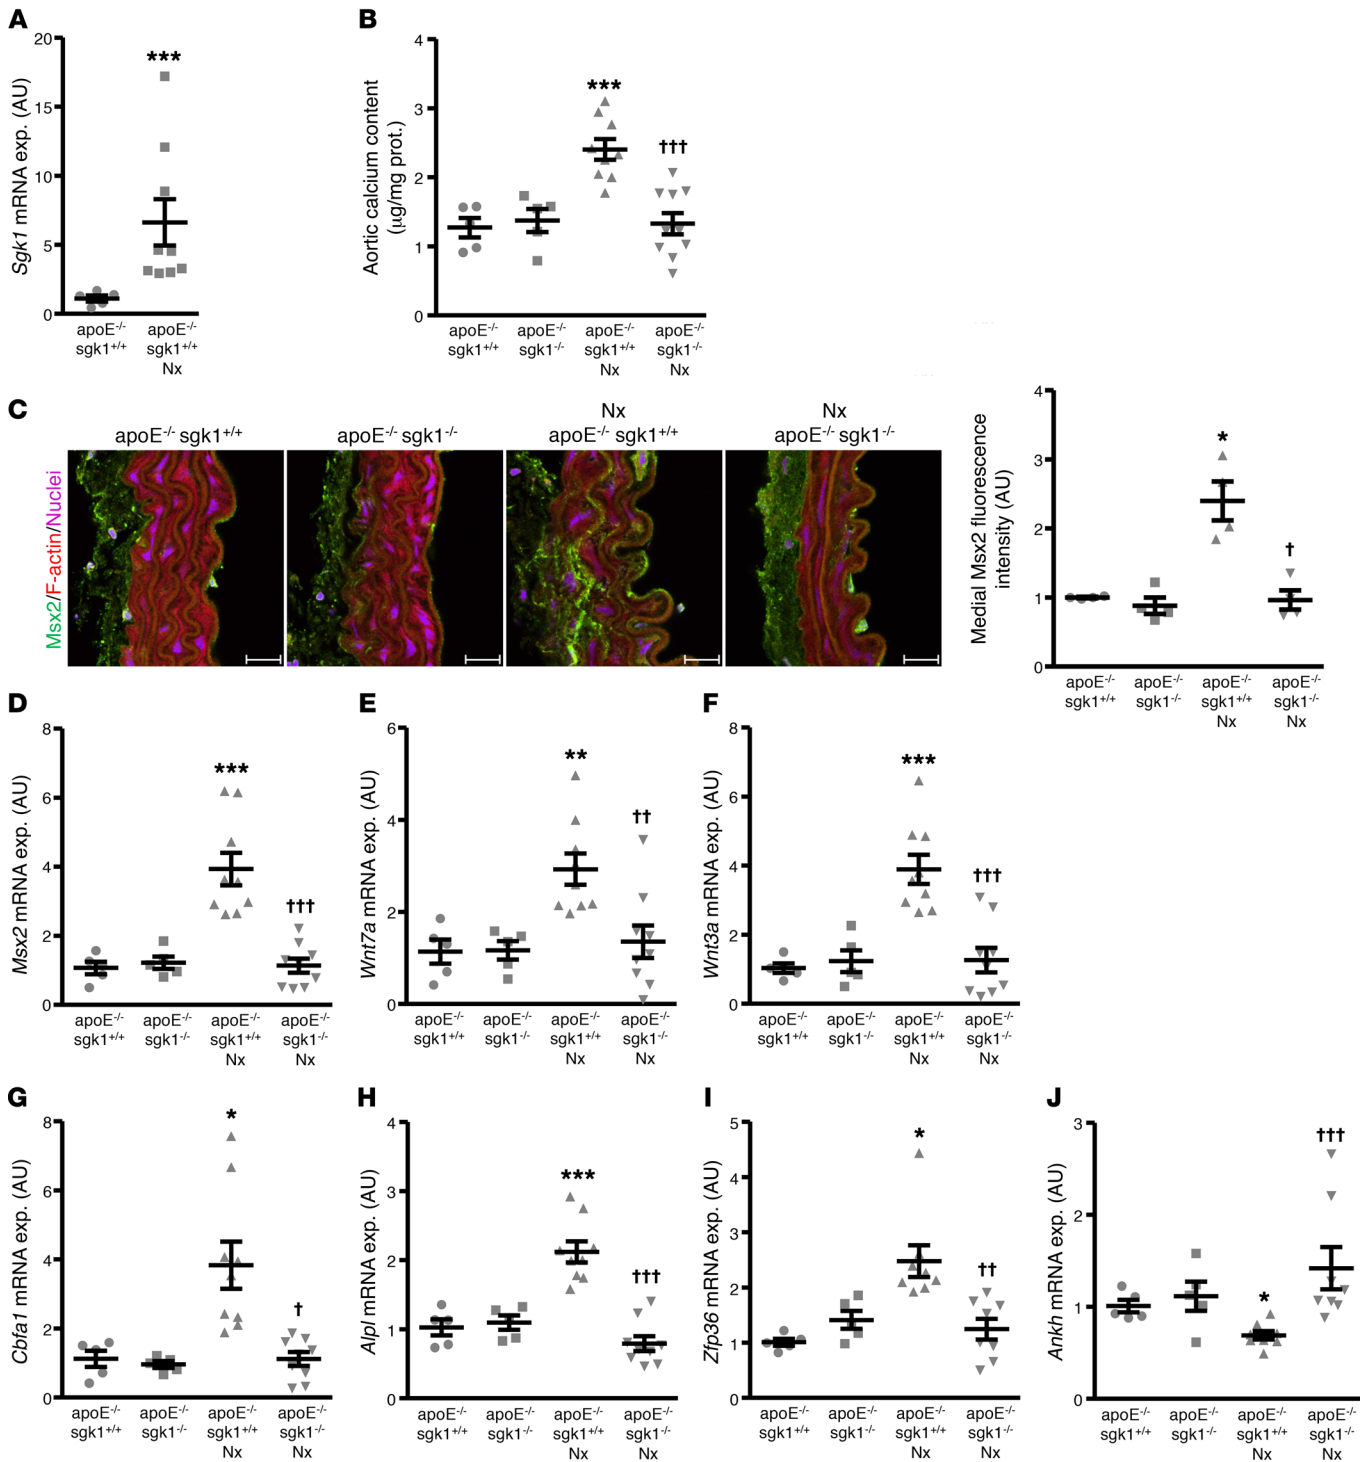 A
Sgk1 mRNA exp. (AU)
20
15
10
5
0
***
apoE-/-
sgk1+/+
apoE-/-
sgk1+/+
Nx
B
Aortic calcium content
(μg/mg prot.)
4
3
2
1
0
***
†††
apoE-/-
sgk1+/+
apoE-/-
sgk1-/-
apoE-/-
sgk1+/+
Nx
apoE-/-
sgk1-/-
Nx
C
Msx2/F-actin/Nuclei
apoE-/- sgk1+/+
apoE-/- sgk1-/-
Nx
apoE-/- sgk1+/+
Nx
apoE-/- sgk1-/-
Medial Msx2 fluorescence
intensity (AU)
4
3
2
1
0
*
†
apoE-/-
sgk1+/+
apoE-/-
sgk1-/-
apoE-/-
sgk1+/+
Nx
apoE-/-
sgk1-/-
Nx
D
Msx2 mRNA exp. (AU)
8
6
4
2
0
***
†††
apoE-/-
sgk1+/+
apoE-/-
sgk1-/-
apoE-/-
sgk1+/+
Nx
apoE-/-
sgk1-/-
Nx
E
Wnt7a mRNA exp. (AU)
6
4
2
0
**
††
apoE-/-
sgk1+/+
apoE-/-
sgk1-/-
apoE-/-
sgk1+/+
Nx
apoE-/-
sgk1-/-
Nx
F
Wnt3a mRNA exp. (AU)
8
6
4
2
0
***
†††
apoE-/-
sgk1+/+
apoE-/-
sgk1-/-
apoE-/-
sgk1+/+
Nx
apoE-/-
sgk1-/-
Nx
G
Cbfa1 mRNA exp. (AU)
8
6
4
2
0
*
†
apoE-/-
sgk1+/+
apoE-/-
sgk1-/-
apoE-/-
sgk1+/+
Nx
apoE-/-
sgk1-/-
Nx
H
Alpl mRNA exp. (AU)
4
3
2
1
0
***
†††
apoE-/-
sgk1+/+
apoE-/-
sgk1-/-
apoE-/-
sgk1+/+
Nx
apoE-/-
sgk1-/-
Nx
I
Zfp36 mRNA exp. (AU)
5
4
3
2
1
0
*
††
apoE-/-
sgk1+/+
apoE-/-
sgk1-/-
apoE-/-
sgk1+/+
Nx
apoE-/-
sgk1-/-
Nx
J
Ankh mRNA exp. (AU)
3
2
1
0
*
†††
apoE-/-
sgk1+/+
apoE-/-
sgk1-/-
apoE-/-
sgk1+/+
Nx
apoE-/-
sgk1-/-
Nx